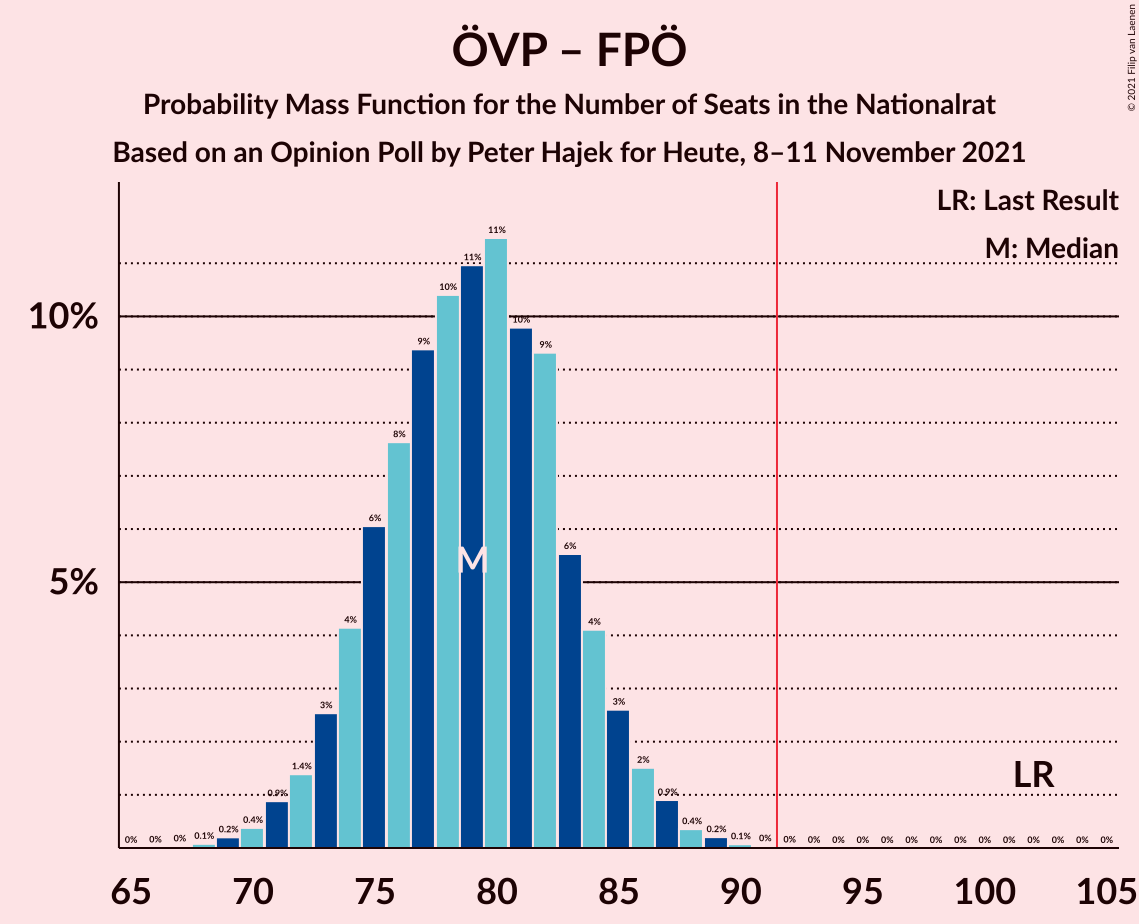 ÖVP – FPÖ
Probability Mass Function for the Number of Seats in the Nationalrat
Based on an Opinion Poll by Peter Hajek for Heute, 8–11 November 2021
© 2021 Filip van Laenen
LR: Last Result
M: Median
10%
5%
0% 0% 0% 0.1% 0.2% 0.4% 0.9% 1.4% 3% 4% 6% 8% 9% 10% 11% 11% 10% 9% 6% 4% 3% 2% 0.9% 0.4% 0.2% 0.1% 0% 0% 0% 0% 0% 0% 0% 0% 0% 0% 0% 0% 0% 0% 0%
M
LR
65 70 75 80 85 90 95 100 105